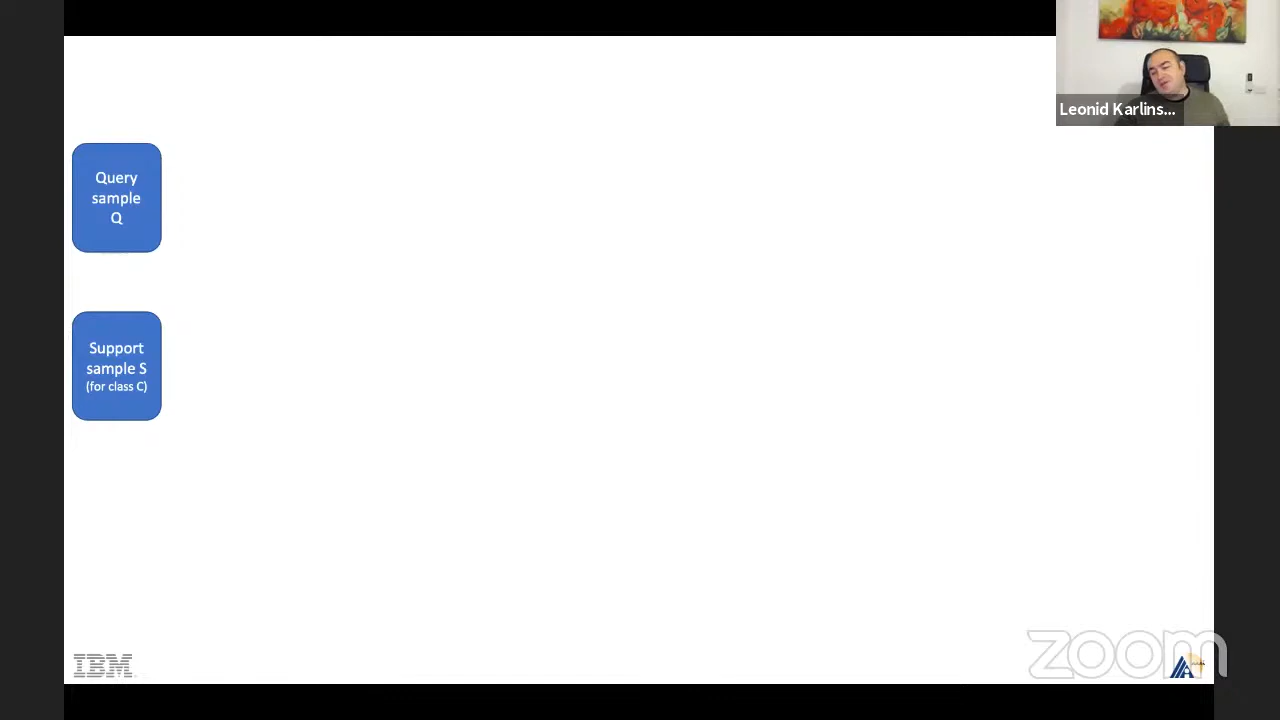 Leonid Karlins...
Query
sample
Q
Support
sample S
(for class C)
IBM
zoom